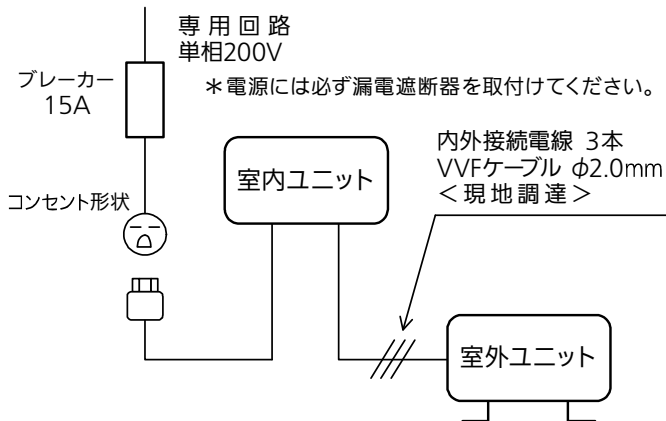 専用回路
単相200V
ブレーカー
15A
＊電源には必ず漏電遮断器を取付けてください。
内外接続電線 3本
VVFケーブル φ2.0mm
＜現地調達＞
室内ユニット
コンセント形状
室外ユニット